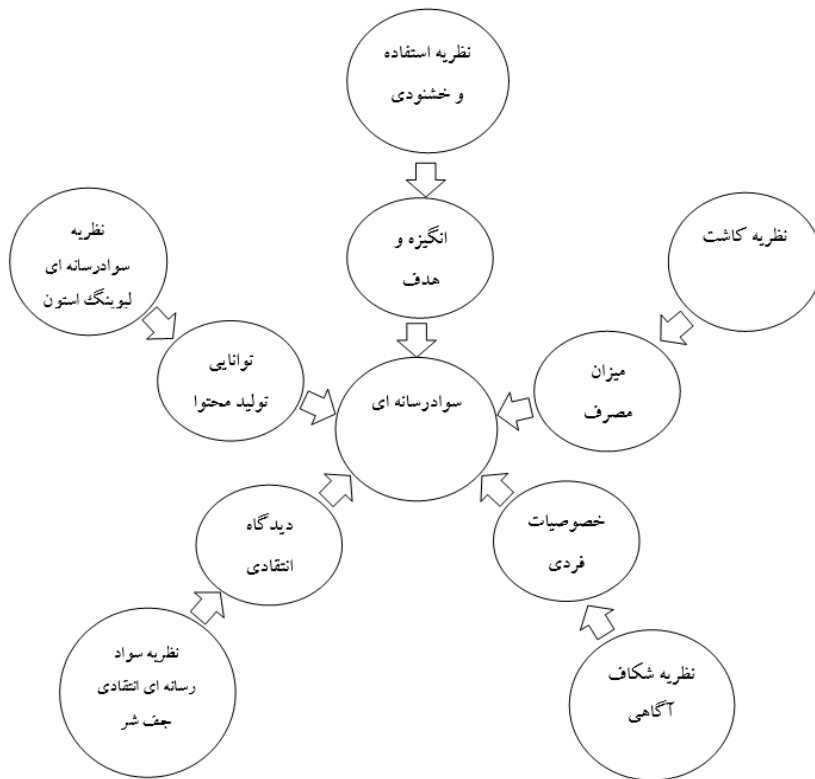 نظریه استفاده
و خشنودی
انگیزه و
هدف
نظریه کاشت
میزان
مصرف
نظریه
سوادرسانه ای
لیوینگ استون
توانایی
تولید محتوا
سوادرسانه ای
خصوصیات
فردی
نظریه شکاف
آگاهی
دیدگاه
انتقادی
نظریه سواد
رسانه ای انتقادی
جف شر